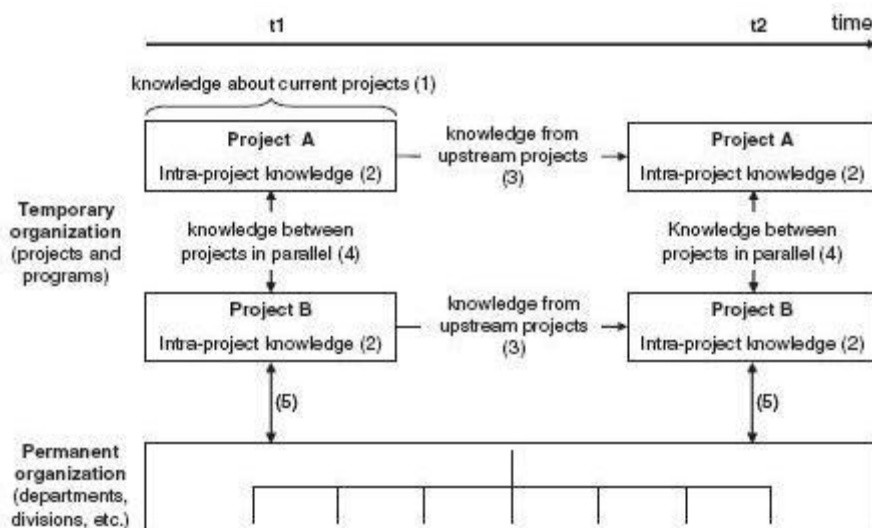 t1
t2
time
knowledge about current projects (1)
Project A
Intra-project knowledge (2)
knowledge from
upstream projects
(3)
Project A
Intra-project knowledge (2)
Temporary
organization
(projects and
programs)
knowledge between
projects in parallel (4)
Knowledge between
projects in parallel (4)
Project B
Intra-project knowledge (2)
knowledge from
upstream projects
(3)
Project B
Intra-project knowledge (2)
(5)
(5)
Permanent
organization
(departments,
divisions, etc.)